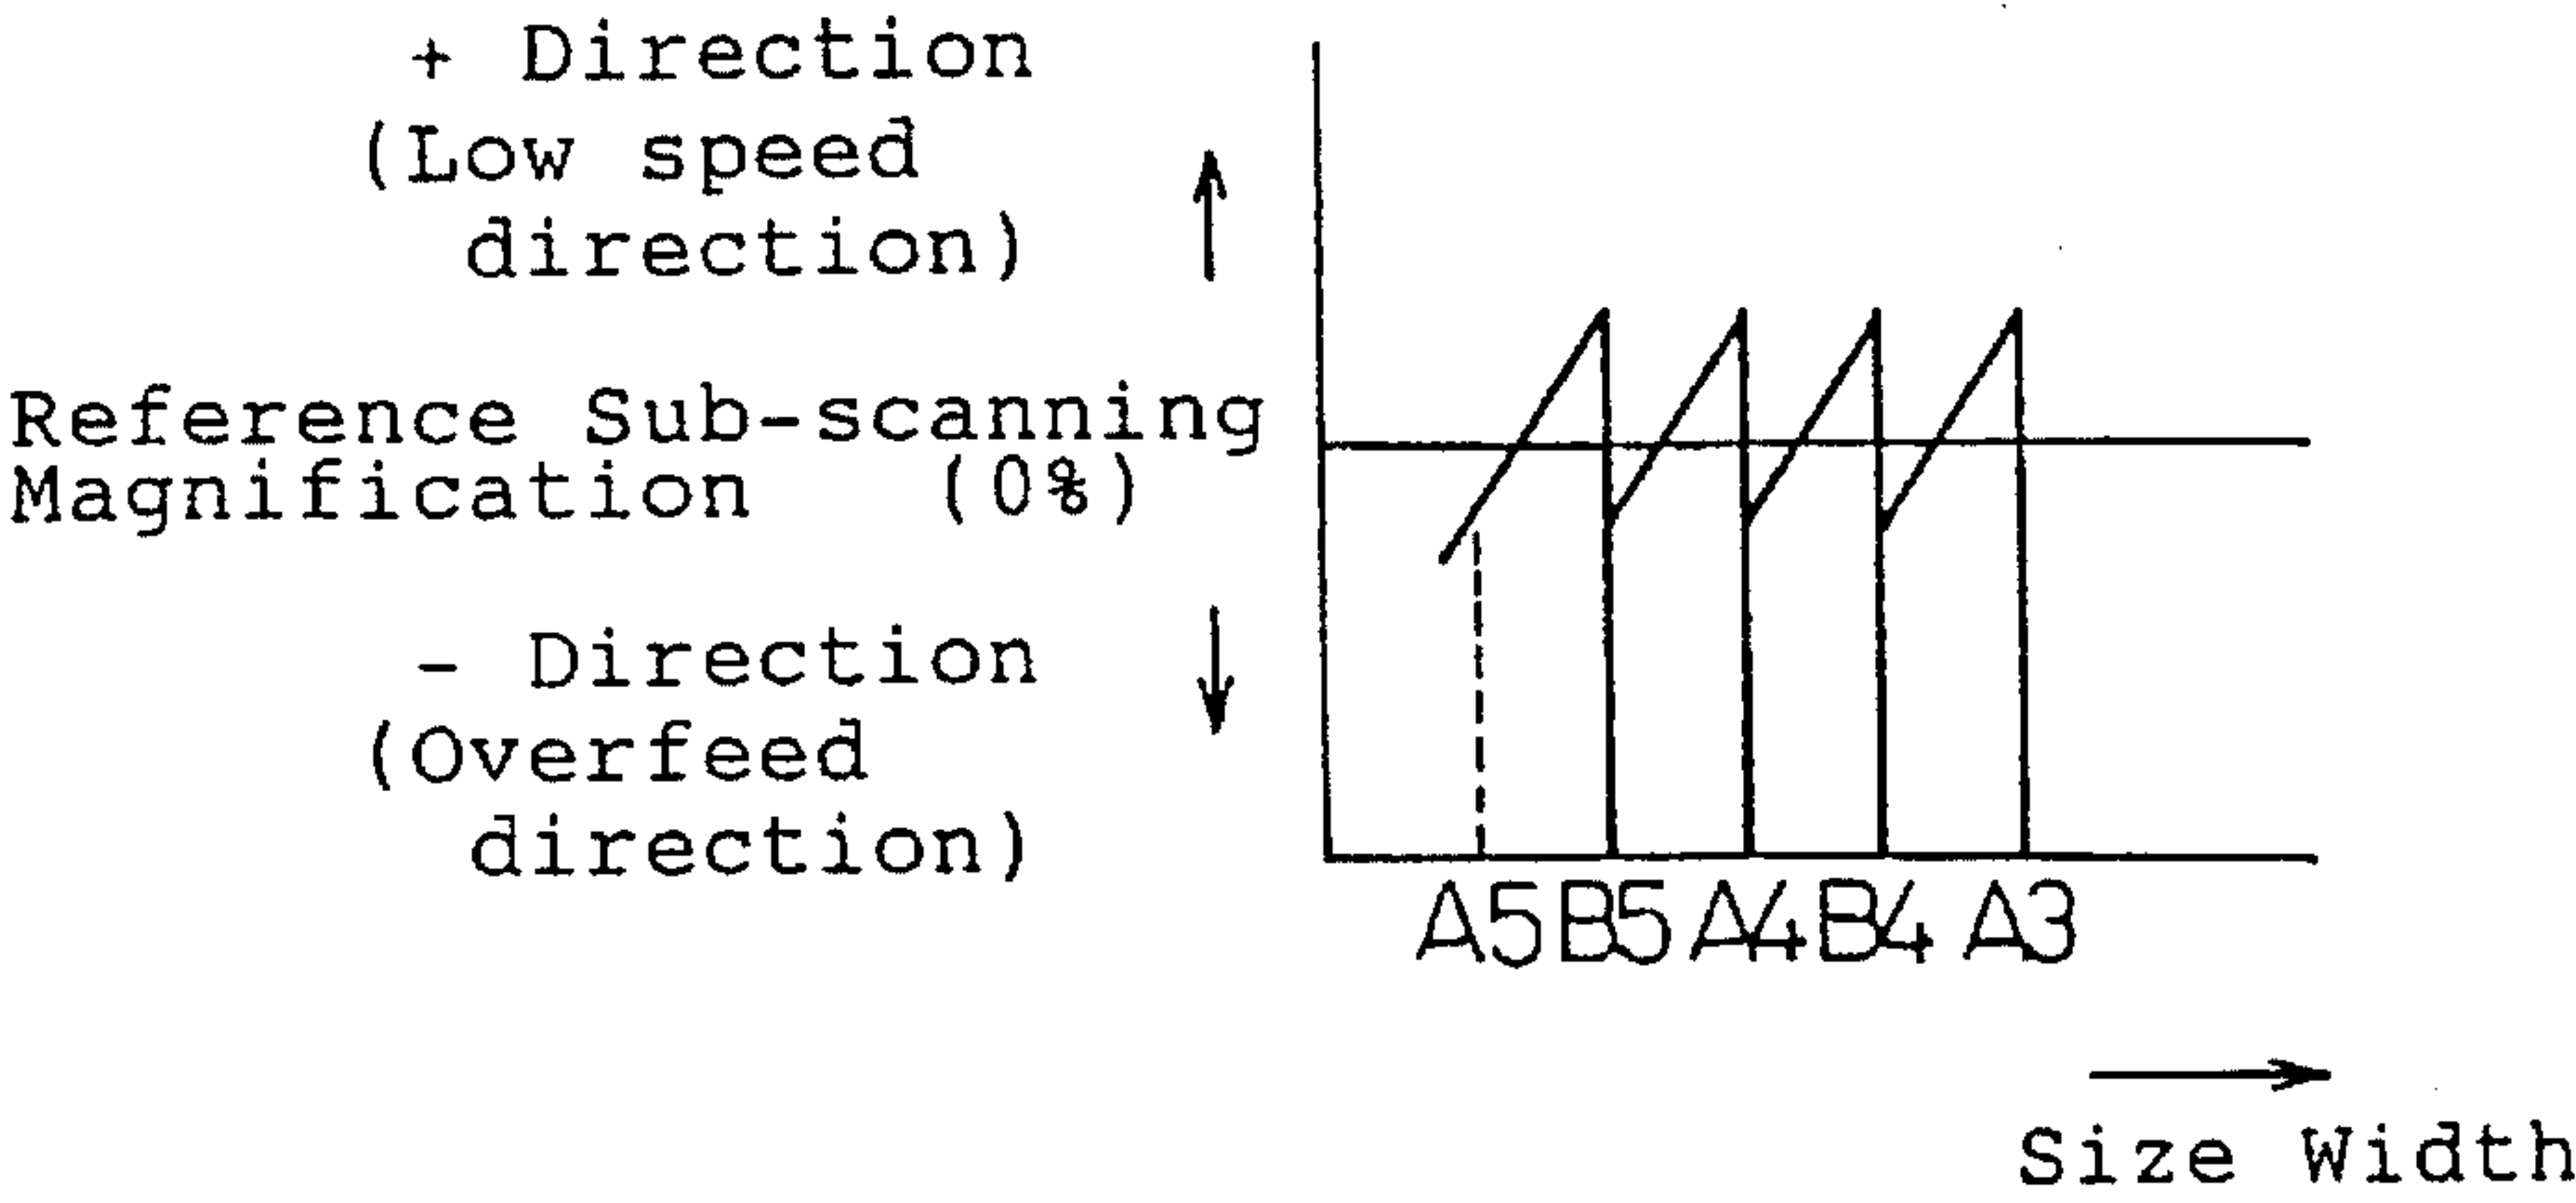 + Direction
(Low speed
direction)
Reference Sub-scanning
Magnification (0%)
- Direction
(Overfeed
direction)
A5 B5 A4 B4 A3
Size Width